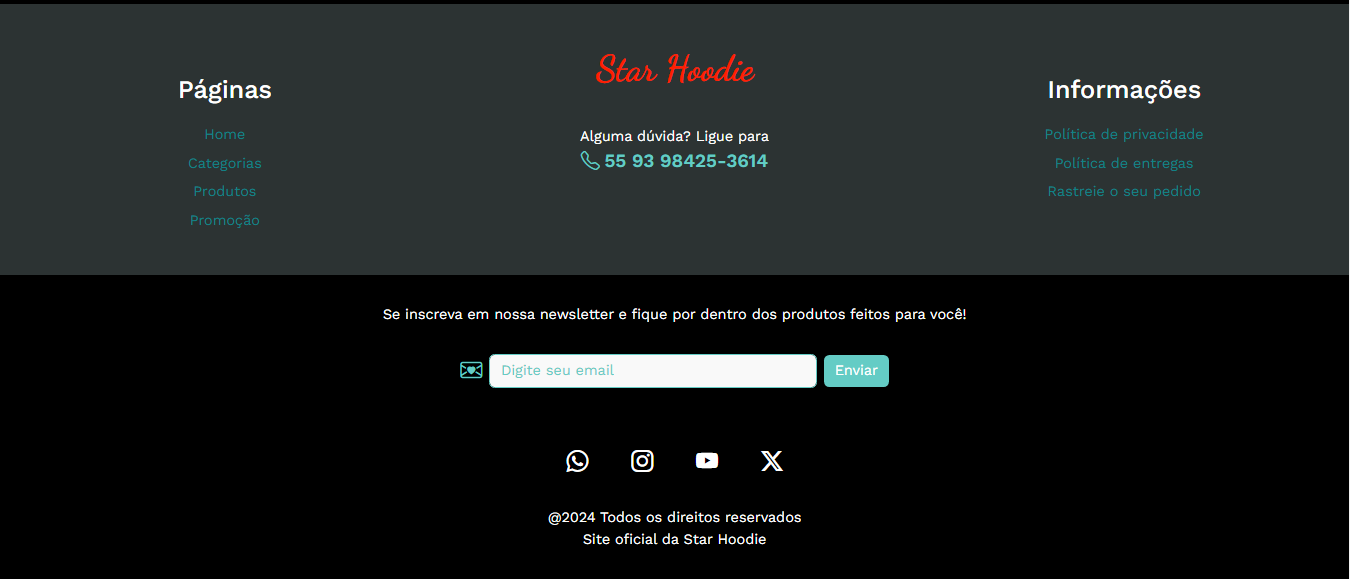 Páginas
Home
Categorias
Produtos
Promoção
Star Hoodie
Alguma dúvida? Ligue para
55 93 98425-3614
Informações
Política de privacidade
Política de entregas
Rastreie o seu pedido
Se inscreva em nossa newsletter e fique por dentro dos produtos feitos para você!
Digite seu email
Enviar
@2024 Todos os direitos reservados
Site oficial da Star Hoodie